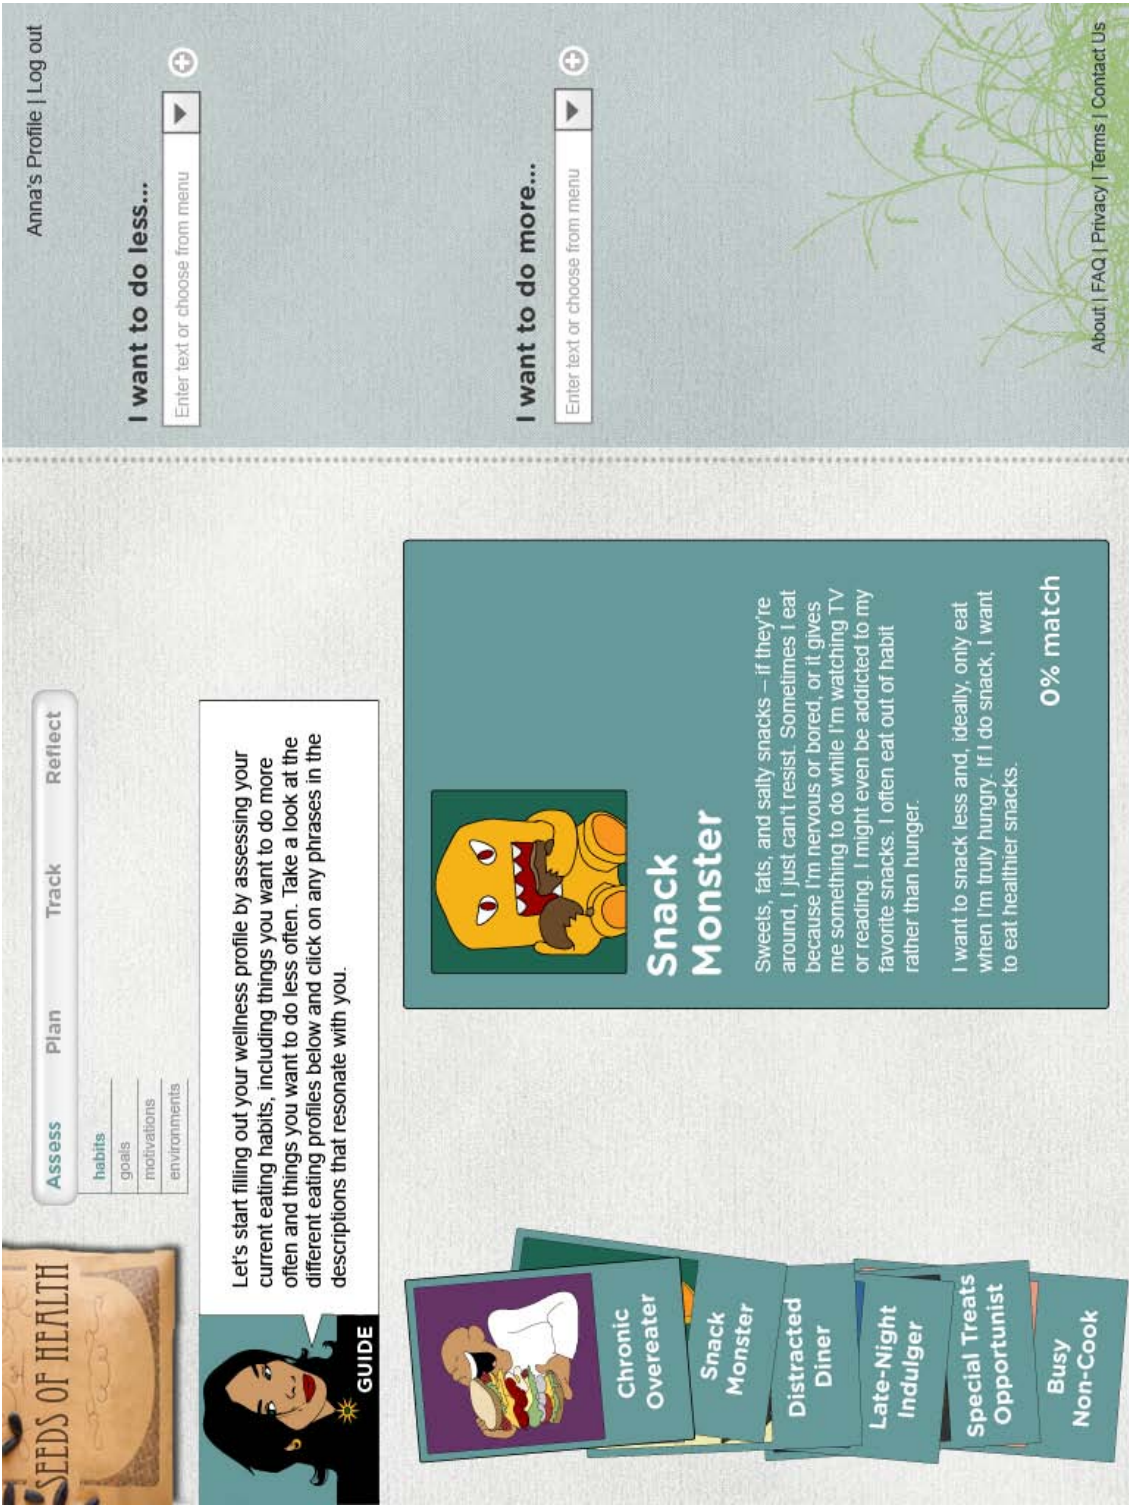 SEEDS OF HEALTH
Assess
Plan
Track
Reflect
habits
goals
motivations
environments
Anna's Profile | Log out
GUIDE
Let's start filling out your wellness profile by assessing your
current eating habits, including things you want to do more
often and things you want to do less often. Take a look at the
different eating profiles below and click on any phrases in the
descriptions that resonate with you.
Chronic
Overeater
Snack
Monster
Distracted
Diner
Late-Night
Indulger
Special Treats
Opportunist
Busy
Non-Cook
Snack
Monster
Sweets, fats, and salty snacks – if they're
around, I just can't resist. Sometimes I eat
because I'm nervous or bored, or it gives
me something to do while I'm watching TV
or reading. I might even be addicted to my
favorite snacks. I often eat out of habit
rather than hunger.
I want to snack less and, ideally, only eat
when I'm truly hungry. If I do snack, I want
to eat healthier snacks.
0% match
I want to do less...
Enter text or choose from menu
I want to do more...
Enter text or choose from menu
About | FAQ | Privacy | Terms | Contact Us